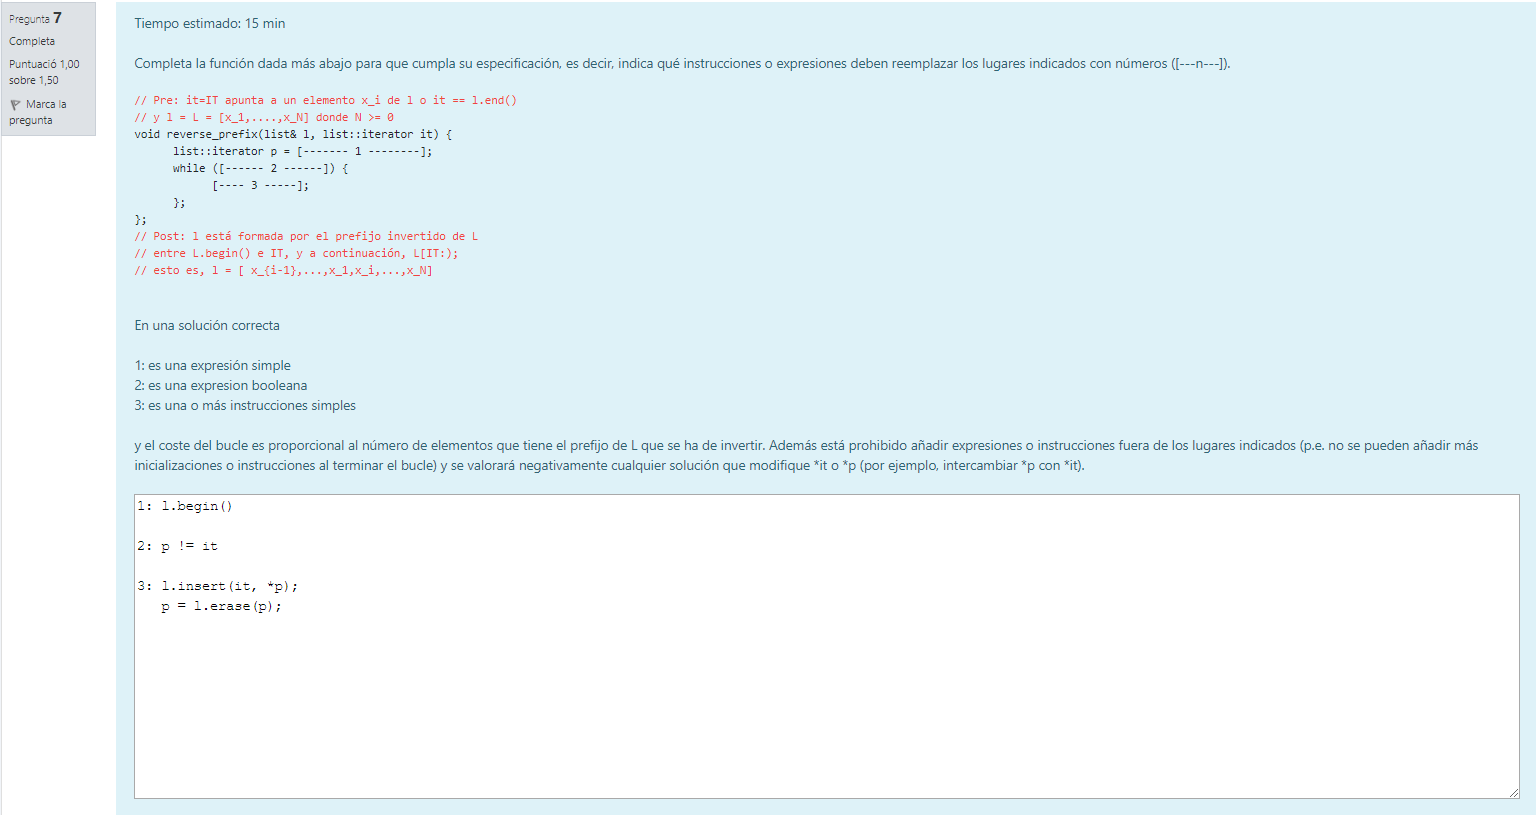 Pregunta 7
Completa
Puntuació 1,00
sobre 1,50
Marca la
pregunta
Tiempo estimado: 15 min
Completa la función dada más abajo para que cumpla su especificación, es decir, indica qué instrucciones o expresiones deben reemplazar los lugares indicados con números ([---n---]).
// Pre: it=IT apunta a un elemento x_i de l o it == l.end()
// y l = L = [x_1,....,x_N] donde N >= 0
void reverse_prefix(list& l, list::iterator it) {
list::iterator p = [------- 1 --------];
while ([------ 2 ------]) {
[---- 3 -----];
};
};
// Post: l está formada por el prefijo invertido de L
// entre L.begin() e IT, y a continuación, L[IT:);
// esto es, l = [ x_{i-1},...,x_1,x_i,...,x_N]
En una solución correcta
1: es una expresión simple
2: es una expresion booleana
3: es una o más instrucciones simples
y el coste del bucle es proporcional al número de elementos que tiene el prefijo de L que se ha de invertir. Además está prohibido añadir expresiones o instrucciones fuera de los lugares indicados (p.e. no se pueden añadir más
inicializaciones o instrucciones al terminar el bucle) y se valorará negativamente cualquier solución que modifique *it o *p (por ejemplo, intercambiar *p con *it).
1: l.begin()
2: p != it
3: l.insert(it, *p);
p = l.erase(p);